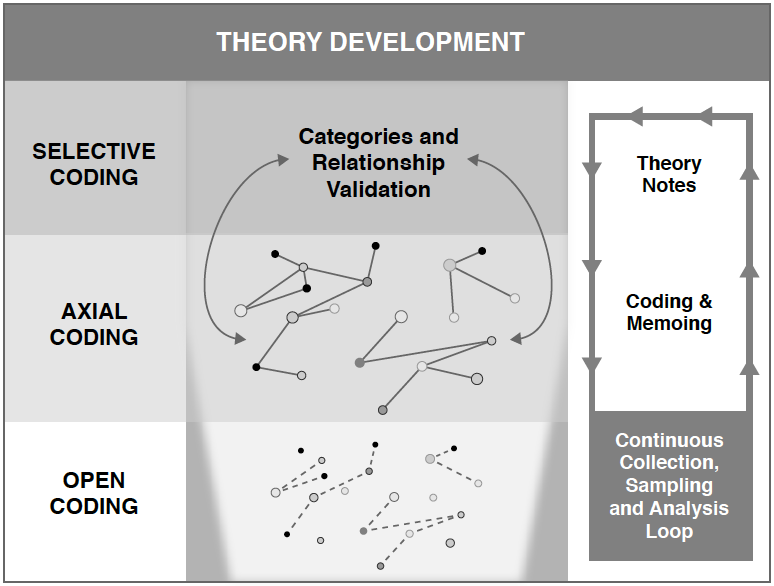 THEORY DEVELOPMENT
SELECTIVE
CODING
Categories and
Relationship
Validation
Theory
Notes
AXIAL
CODING
Coding &
Memoing
OPEN
CODING
Continuous
Collection,
Sampling
and Analysis
Loop